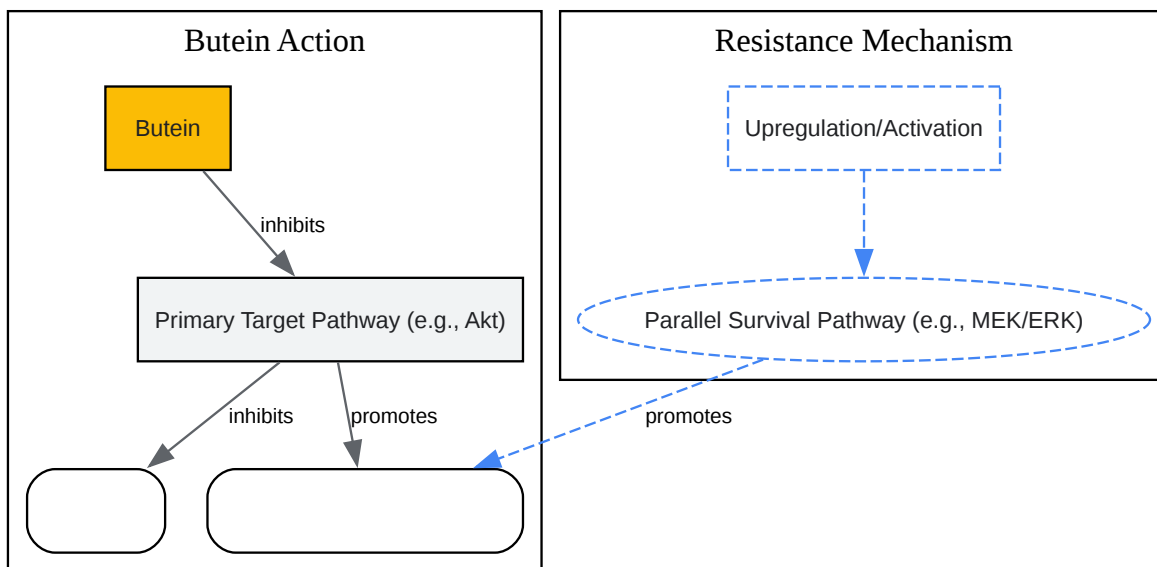 Butein Action
Butein
inhibits
Primary Target Pathway (e.g., Akt)
inhibits
promotes
Resistance Mechanism
Upregulation/Activation
Parallel Survival Pathway (e.g., MEK/ERK)
promotes